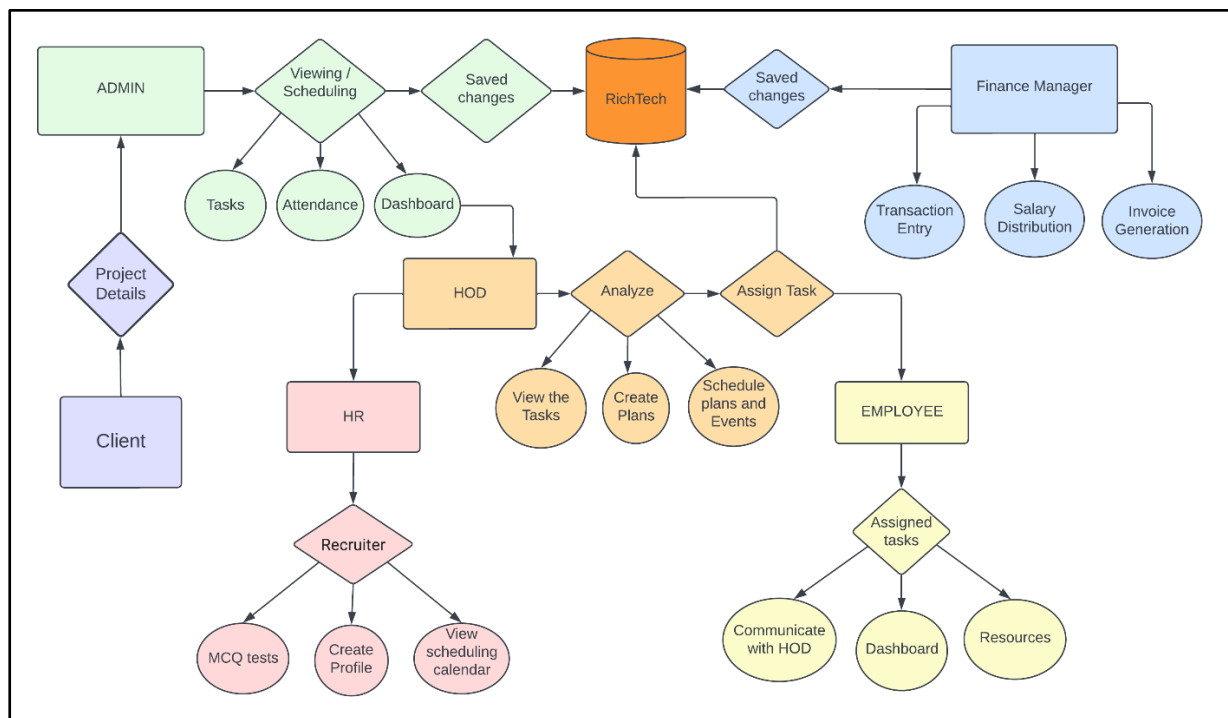 ADMIN
Viewing /
Scheduling
Saved
changes
RichTech
Saved
changes
Finance Manager
Tasks
Attendance
Dashboard
Transaction
Entry
Salary
Distribution
Invoice
Generation
Project
Details
HOD
Analyze
Assign Task
Client
HR
View the
Tasks
Create
Plans
Schedule
plans and
Events
EMPLOYEE
Recruiter
Assigned
tasks
MCQ tests
Create
Profile
View
scheduling
calendar
Communicate
with HOD
Dashboard
Resources